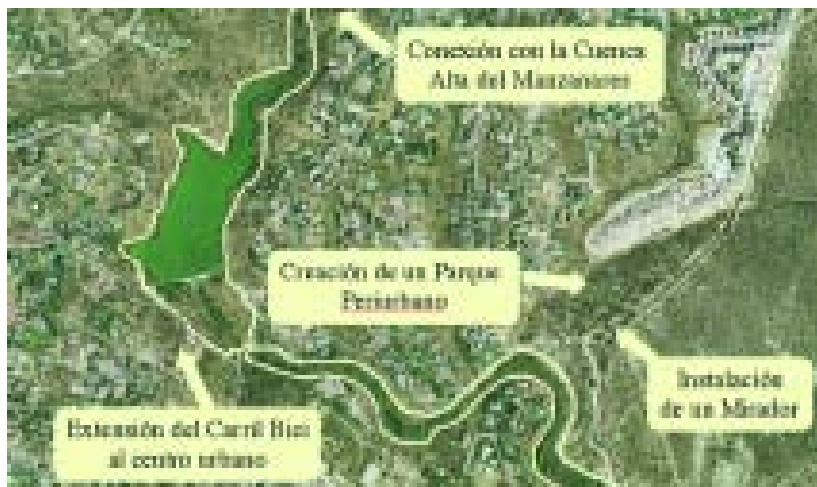 Conexión con la Cuenca
Alta del Manzanares
Creación de un Parque
Periurbano
Instalación
de un Mirador
Extensión del Carril Bici
al centro urbano